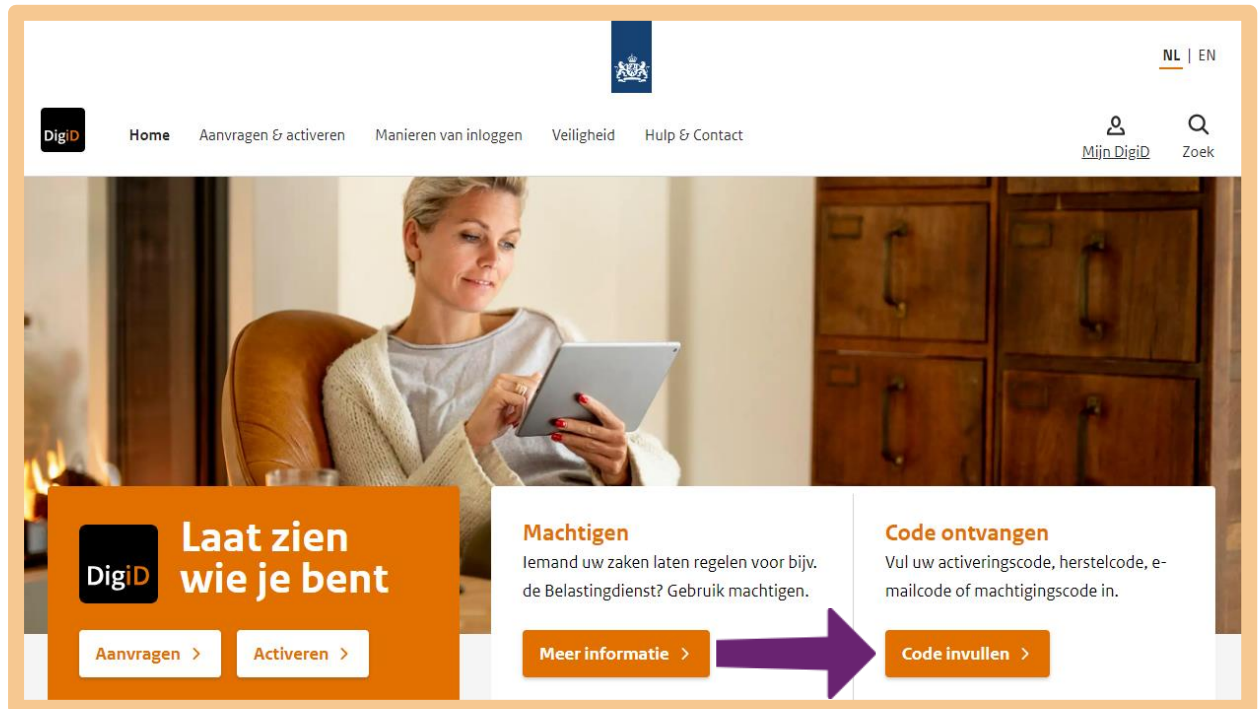 NL | EN
DigiD
Home Aanvragen & activeren Manieren van inloggen Veiligheid Hulp & Contact
Mijn DigiD Zoek
DigiD
Laat zien
wie je bent
Aanvragen >
Activeren >
Machtigen
Iemand uw zaken laten regelen voor bijv.
de Belastingdienst? Gebruik machtigen.
Meer informatie >
Code ontvangen
Vul uw activeringscode, herstelcode, e-
mailcode of machtigingscode in.
Code invullen >